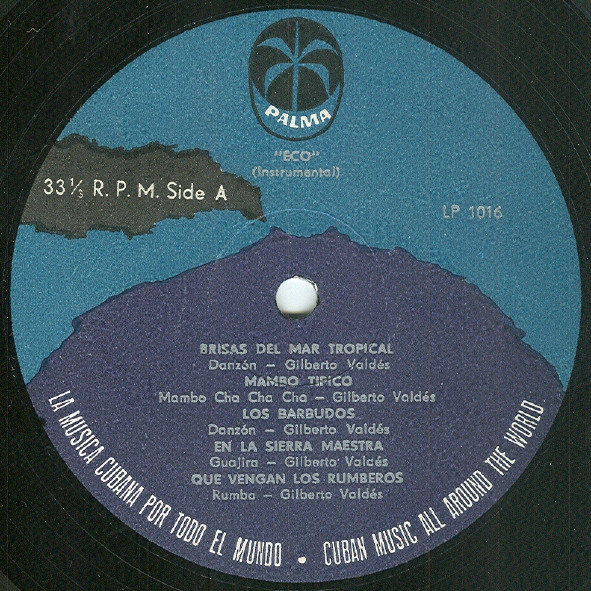 PALMA
"ECO"
(Instrumental)
33⅓ R. P. M. Side A
LP 1016
BRISAS DEL MAR TROPICAL
Danzón – Gilberto Valdés
MAMBO TIPICO
Mambo Cha Cha Cha – Gilberto Valdés
LOS BARBUDOS
Danzón – Gilberto Valdés
EN LA SIERRA MAESTRA
Guajira – Gilberto Valdés
QUE VENGAN LOS RUMBEROS
Rumba – Gilberto Valdés
LA MUSICA CUBANA POR TODO EL MUNDO • CUBAN MUSIC ALL AROUND THE WORLD